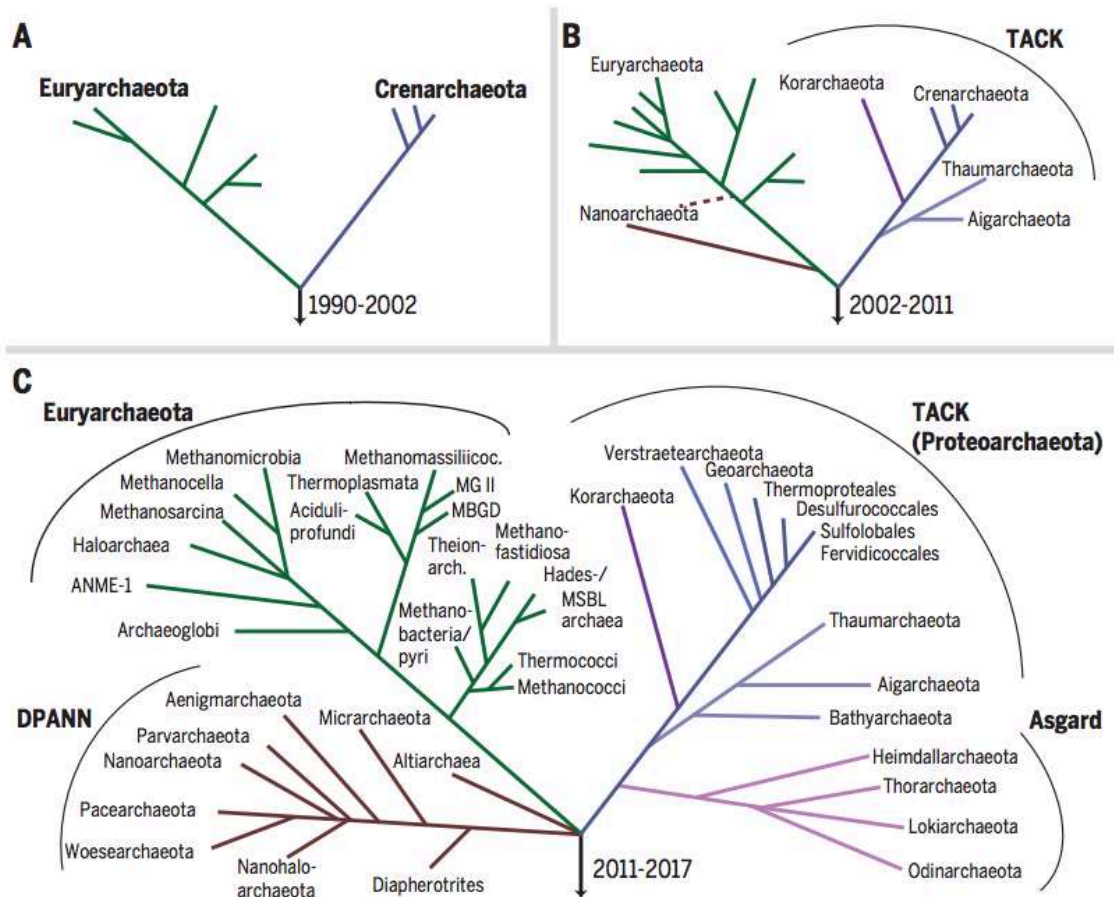 A
Euryarchaeota
Crenarchaeota
1990-2002
B
TACK
Euryarchaeota
Korarchaeota
Crenarchaeota
Thaumarchaeota
Nanoarchaeota
Aigarchaeota
2002-2011
C
Euryarchaeota
Methanomicrobia
Methanocella
Methanosarcina
Haloarchaea
ANME-1
Archaeoglobi
Methanomassiliicoc.
Thermoplasmata
MG II
Aciduli-
profundi
MBGD
Methano-
fastidiosa
Theion-
arch.
Hades-/
MSBL
archaea
Methano-
bacteria/
pyri
Thermococci
Methanococci
TACK
(Proteoarchaeota)
Verstraetearchaeota
Geoarchaeota
Korarchaeota
Thermoproteales
Desulfurococcales
Sulfolobales
Fervidicoccales
Thaumarchaeota
Aigarchaeota
Bathyarchaeota
DPANN
Aenigmarchaeota
Micrarchaeota
Parvarchaeota
Nanoarchaeota
Altiarchaea
Pacearchaeota
Woesearchaeota
Nanohalo-
archaeota
Diapherotrites
Asgard
Heimdallarchaeota
Thorarchaeota
Lokiarchaeota
Odinarchaeota
2011-2017